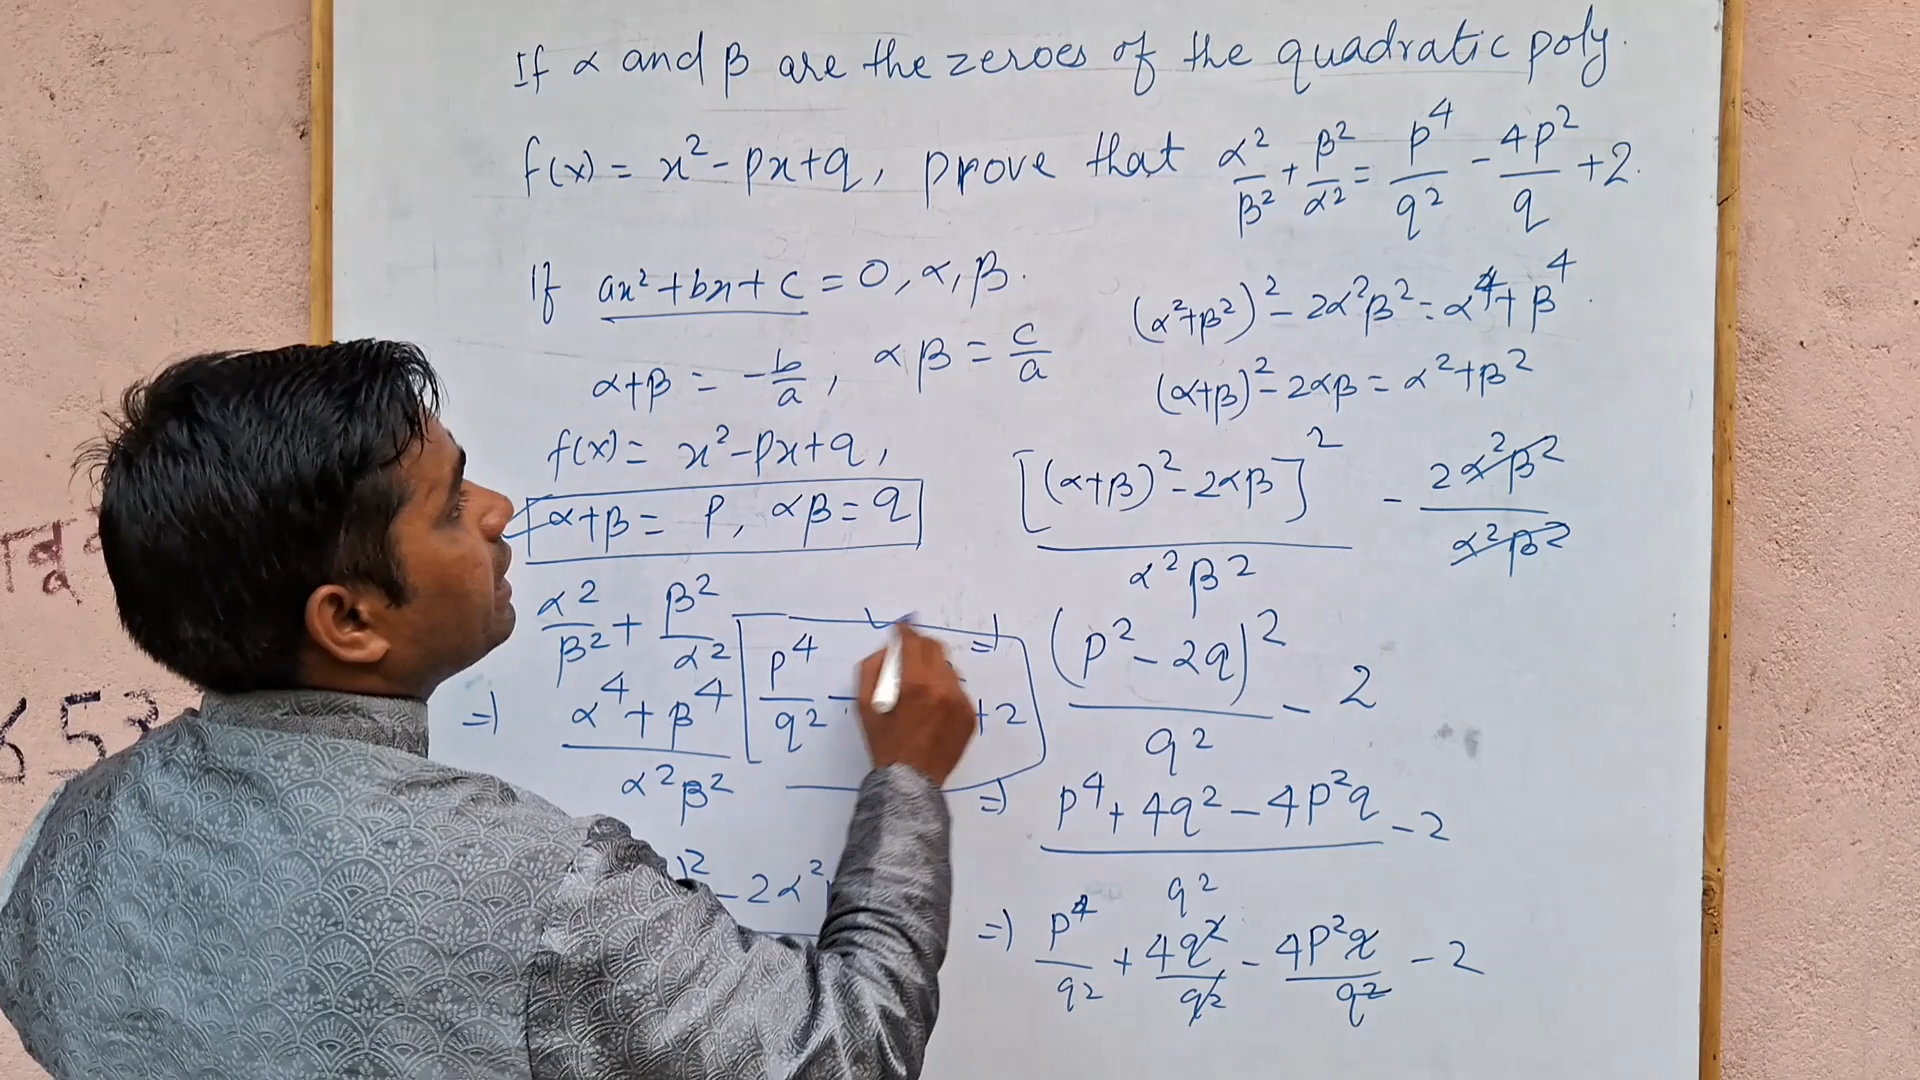 If α and β are the zeroes of the quadratic poly.
f(x) = x² - px + q, prove that α²/β² + β²/α² = p⁴/q² - 4p²/q + 2.
If ax² + bx + c = 0, α, β.
α+β = -b/a, αβ = c/a
f(x) = x² - px + q,
α+β = p, αβ = q
α²/β² + β²/α²
=) α⁴ + β⁴ / α²β²
)² - 2α²
p⁴/q² - + 2
(α²+β²)² - 2α²β² = α⁴ + β⁴.
(α+β)² - 2αβ = α² + β²
[(α+β)² - 2αβ]² / α²β² - 2α²β² / α²β²
=) (p² - 2q)² / q² - 2
=) p⁴ + 4q² - 4p²q / q² - 2
=) p⁴/q² + 4q²/q² - 4p²q/q² - 2
653